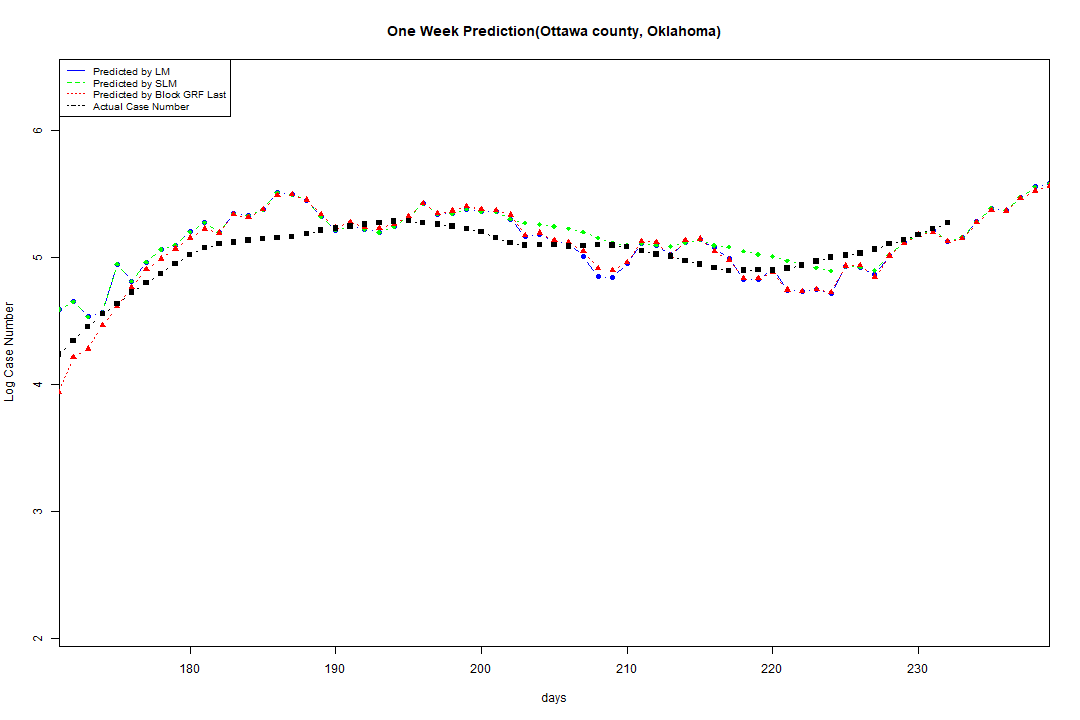 One Week Prediction(Ottawa county, Oklahoma)
Predicted by LM
Predicted by SLM
Predicted by Block GRF Last
Actual Case Number
6
5
4
3
2
Log Case Number
180 190 200 210 220 230
days